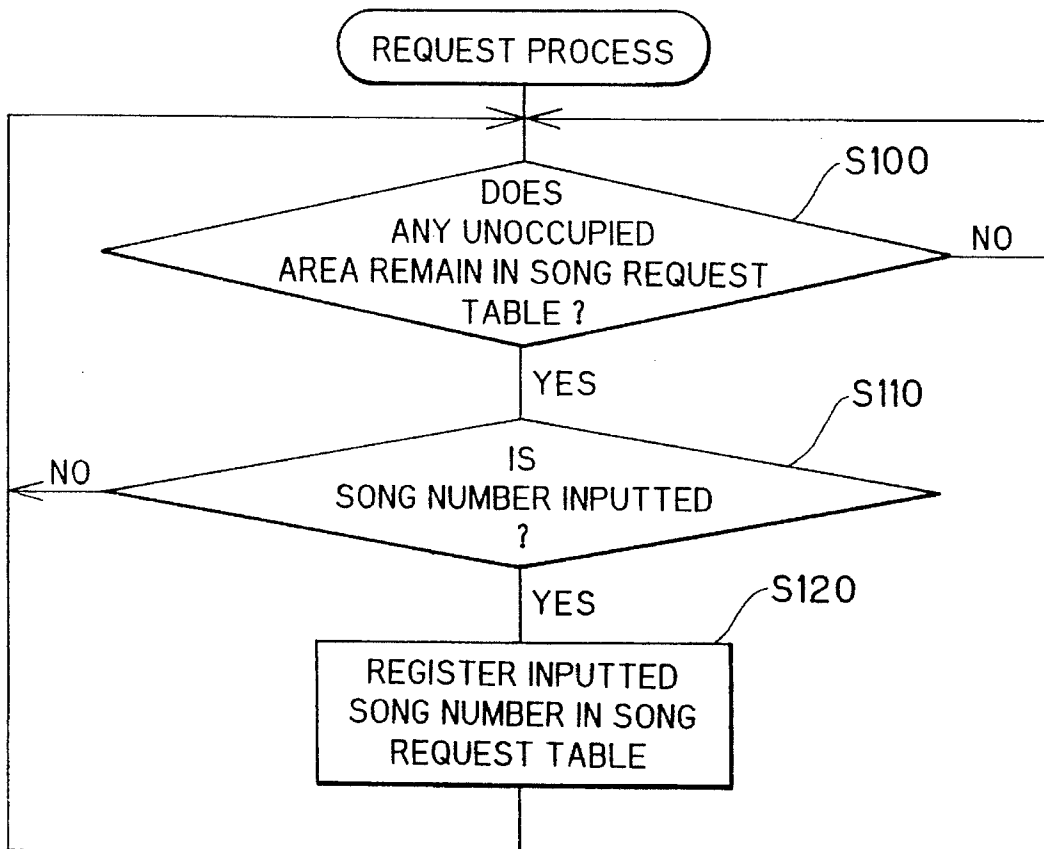 REQUEST PROCESS
S100
DOES
ANY UNOCCUPIED
AREA REMAIN IN SONG REQUEST
TABLE ?
NO
YES
S110
IS
SONG NUMBER INPUTTED
?
NO
YES
S120
REGISTER INPUTTED
SONG NUMBER IN SONG
REQUEST TABLE